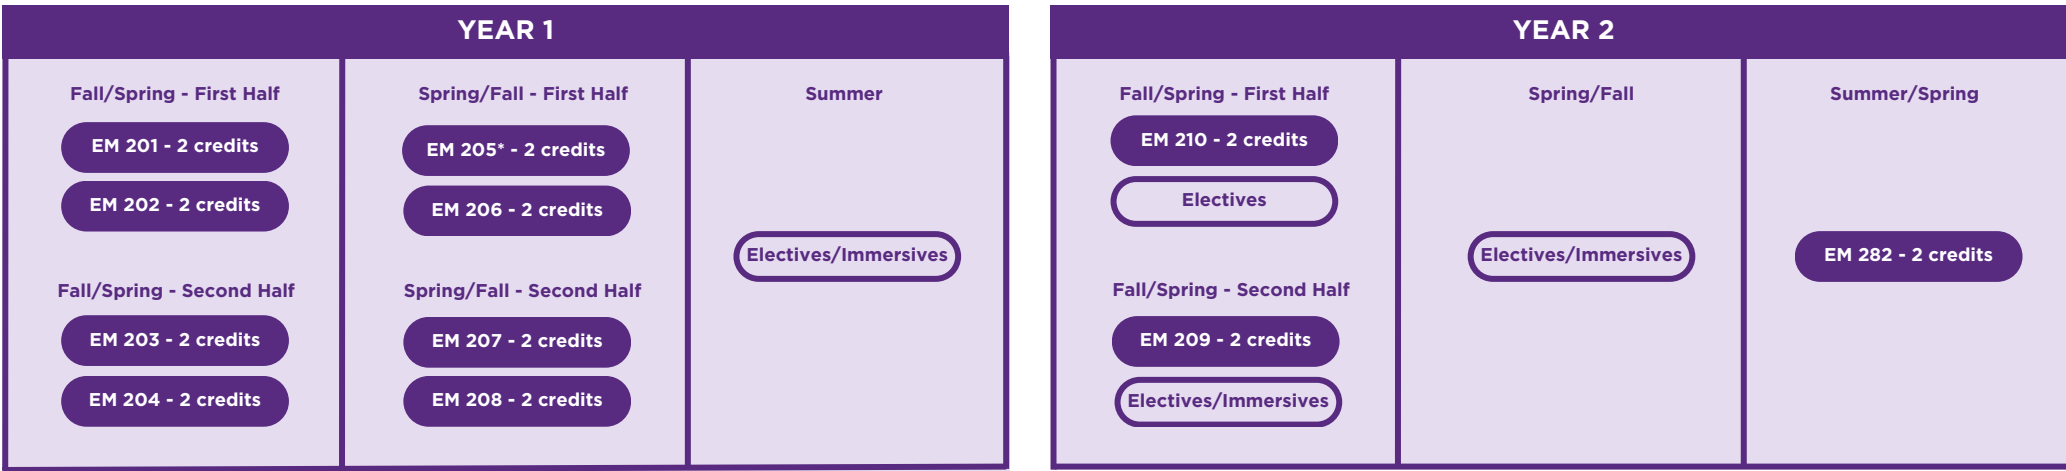 YEAR 1
Fall/Spring - First Half
EM 201 - 2 credits
EM 202 - 2 credits
Fall/Spring - Second Half
EM 203 - 2 credits
EM 204 - 2 credits
Spring/Fall - First Half
EM 205* - 2 credits
EM 206 - 2 credits
Spring/Fall - Second Half
EM 207 - 2 credits
EM 208 - 2 credits
Summer
Electives/Immersives
YEAR 2
Fall/Spring - First Half
EM 210 - 2 credits
Electives
Fall/Spring - Second Half
EM 209 - 2 credits
Electives/Immersives
Spring/Fall
Electives/Immersives
Summer/Spring
EM 282 - 2 credits